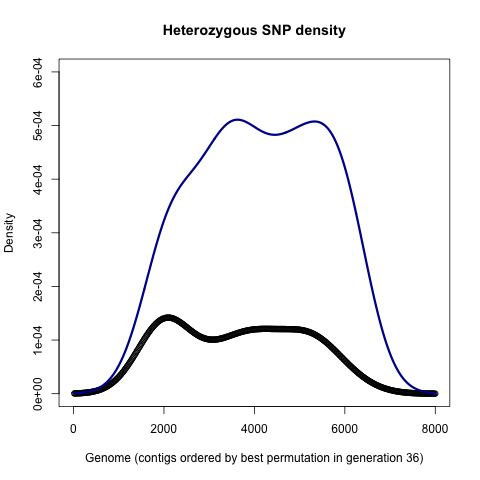 Heterozygous SNP density
Density
6e-04
5e-04
4e-04
3e-04
2e-04
1e-04
0e+00
0 2000 4000 6000 8000
Genome (contigs ordered by best permutation in generation 36)